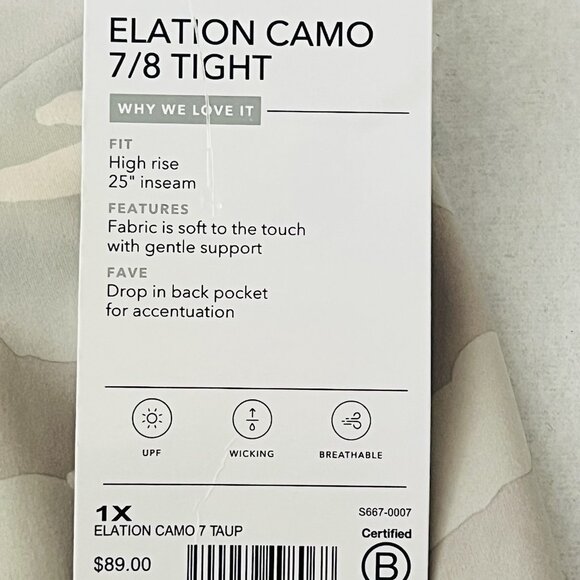 ELATION CAMO
7/8 TIGHT
WHY WE LOVE IT
FIT
High rise
25" inseam
FEATURES
Fabric is soft to the touch
with gentle support
FAVE
Drop in back pocket
for accentuation
UPF
WICKING
BREATHABLE
1X
S667-0007
ELATION CAMO 7 TAUP
Certified
$89.00
B